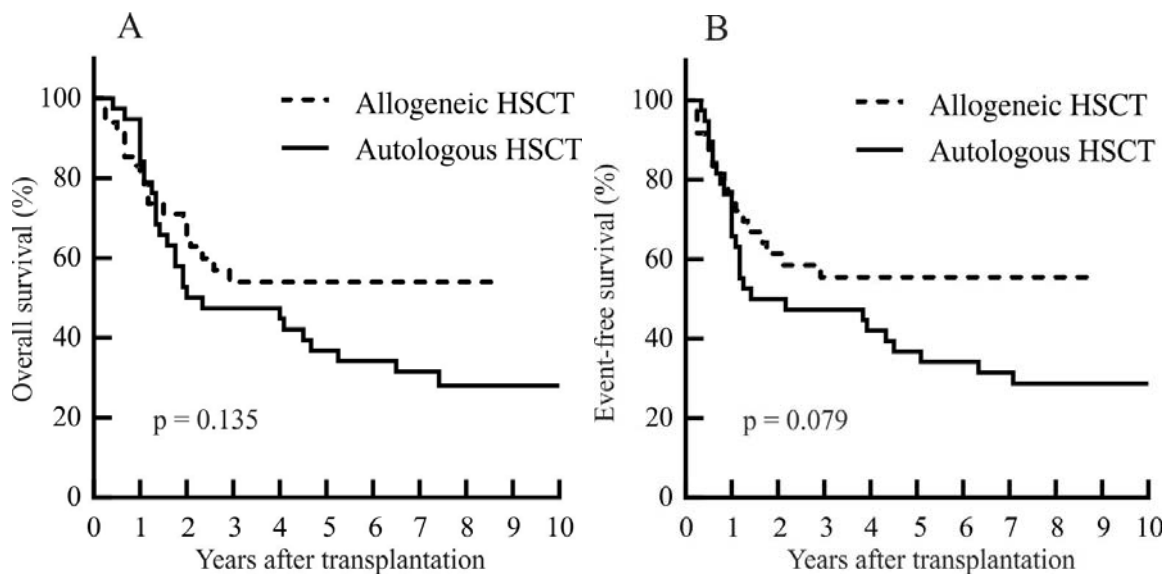 A
Overall survival (%)
100
80
60
40
20
0
Allogeneic HSCT
Autologous HSCT
p = 0.135
0 1 2 3 4 5 6 7 8 9 10
Years after transplantation
B
Event-free survival (%)
100
80
60
40
20
0
Allogeneic HSCT
Autologous HSCT
p = 0.079
0 1 2 3 4 5 6 7 8 9 10
Years after transplantation